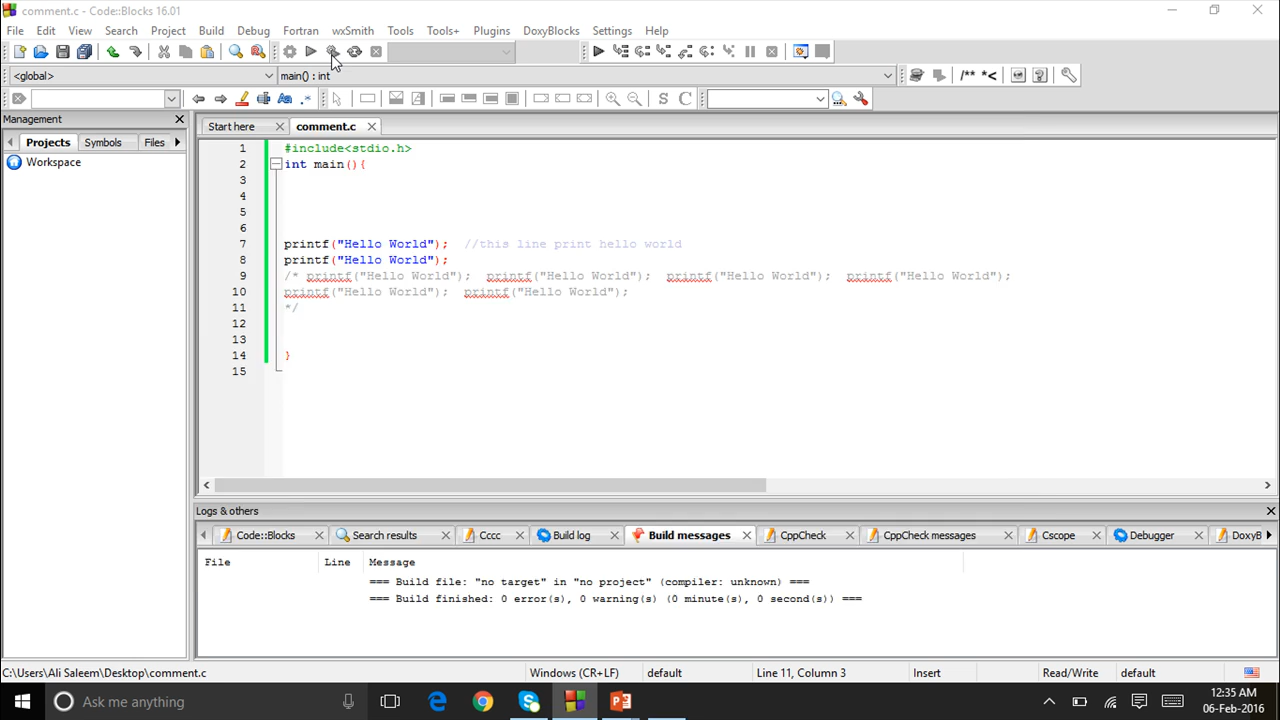 comment.c - Code::Blocks 16.01
File Edit View Search Project Build Debug Fortran wxSmith Tools Tools+ Plugins DoxyBlocks Settings Help
<global> main() : int
/** *<
S C
Management
Projects Symbols Files
Workspace
Start here comment.c
1 #include<stdio.h>
2 int main(){
3
4
5
6
7 printf("Hello World"); //this line print hello world
8 printf("Hello World");
9 /* printf("Hello World"); printf("Hello World"); printf("Hello World"); printf("Hello World");
10 printf("Hello World"); printf("Hello World");
11 */
12
13
14 }
15
Logs & others
Code::Blocks Search results Cccc Build log Build messages CppCheck CppCheck messages Cscope Debugger DoxyB
File Line Message
=== Build file: "no target" in "no project" (compiler: unknown) ===
=== Build finished: 0 error(s), 0 warning(s) (0 minute(s), 0 second(s)) ===
C:\Users\Ali Saleem\Desktop\comment.c Windows (CR+LF) default Line 11, Column 3 Insert Read/Write default
Ask me anything
12:35 AM
06-Feb-2016